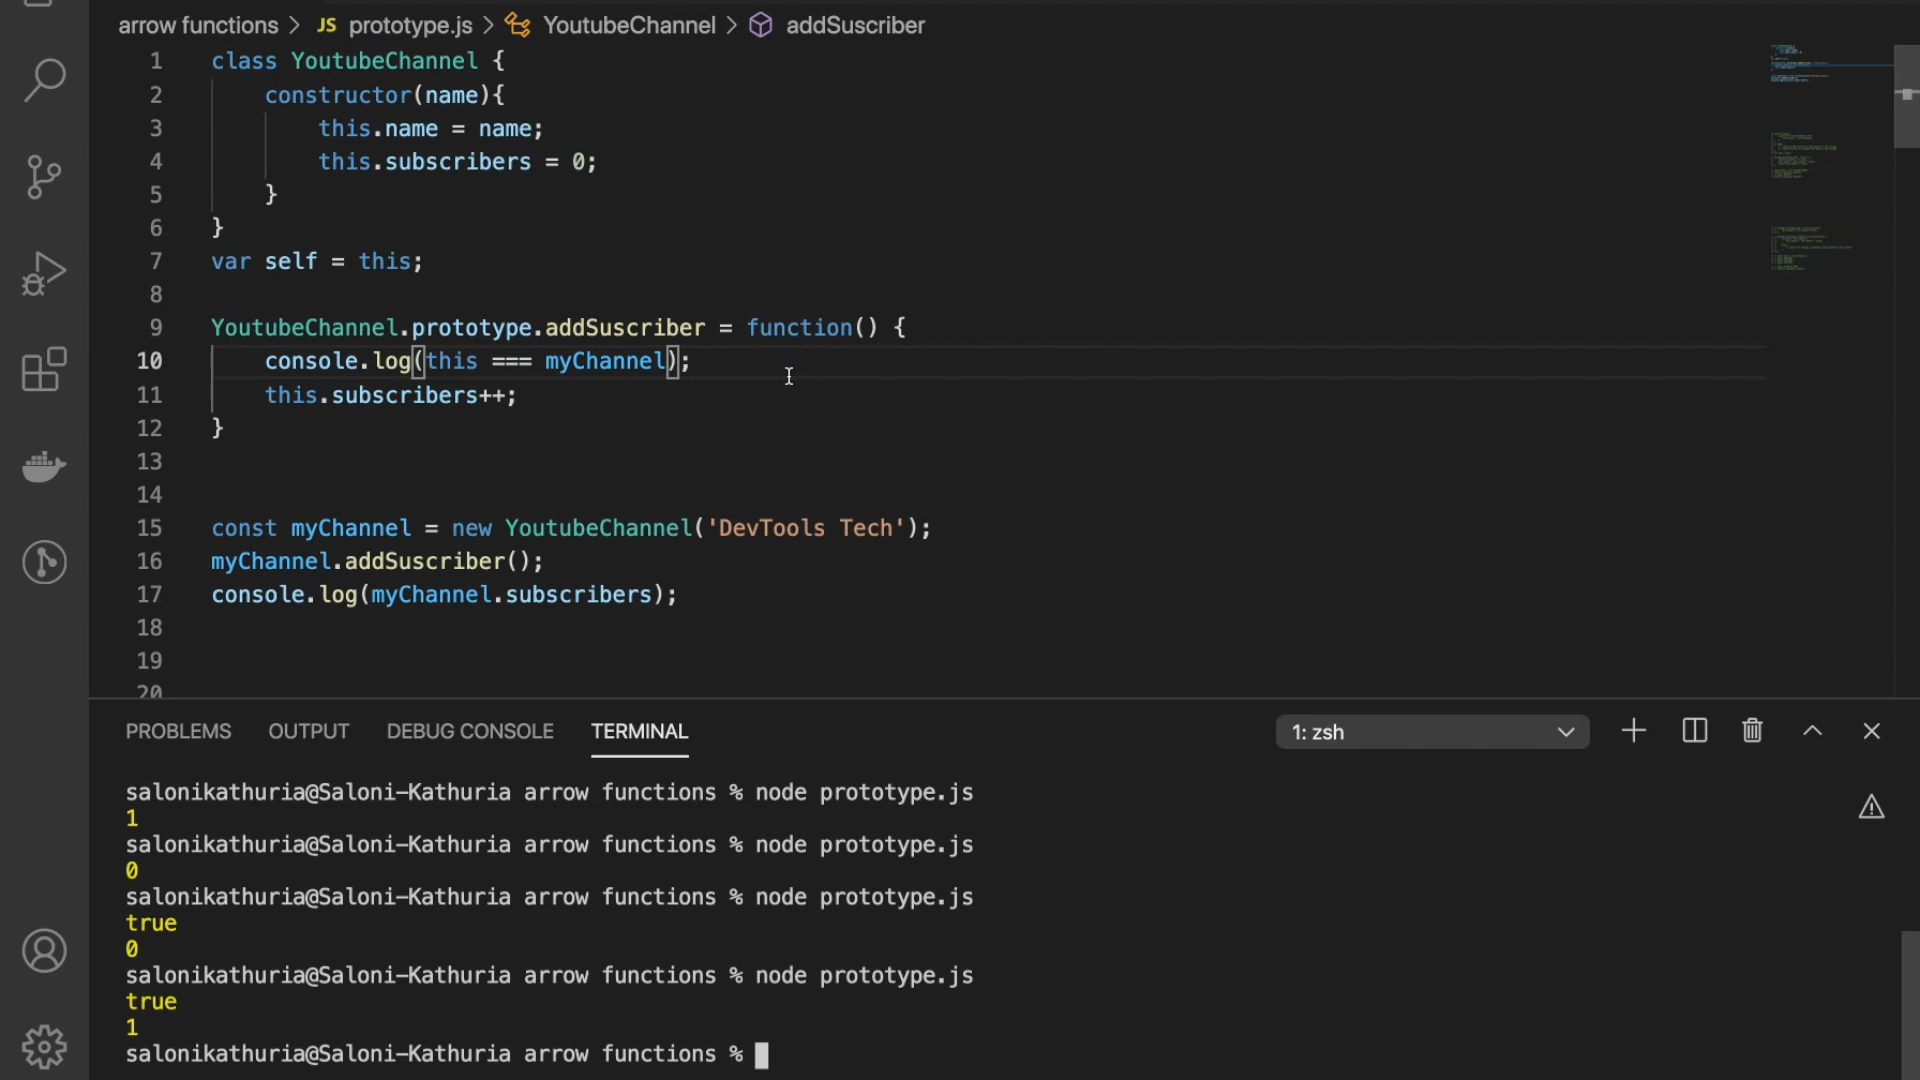 arrow functions > JS prototype.js > YoutubeChannel > addSuscriber
1 class YoutubeChannel {
2 constructor(name){
3 this.name = name;
4 this.subscribers = 0;
5 }
6 }
7 var self = this;
8
9 YoutubeChannel.prototype.addSuscriber = function() {
10 console.log(this === myChannel);
11 this.subscribers++;
12 }
13
14
15 const myChannel = new YoutubeChannel('DevTools Tech');
16 myChannel.addSuscriber();
17 console.log(myChannel.subscribers);
18
19
20
PROBLEMS OUTPUT DEBUG CONSOLE TERMINAL 1: zsh
salonikathuria@Saloni-Kathuria arrow functions % node prototype.js
1
salonikathuria@Saloni-Kathuria arrow functions % node prototype.js
0
salonikathuria@Saloni-Kathuria arrow functions % node prototype.js
true
0
salonikathuria@Saloni-Kathuria arrow functions % node prototype.js
true
1
salonikathuria@Saloni-Kathuria arrow functions %